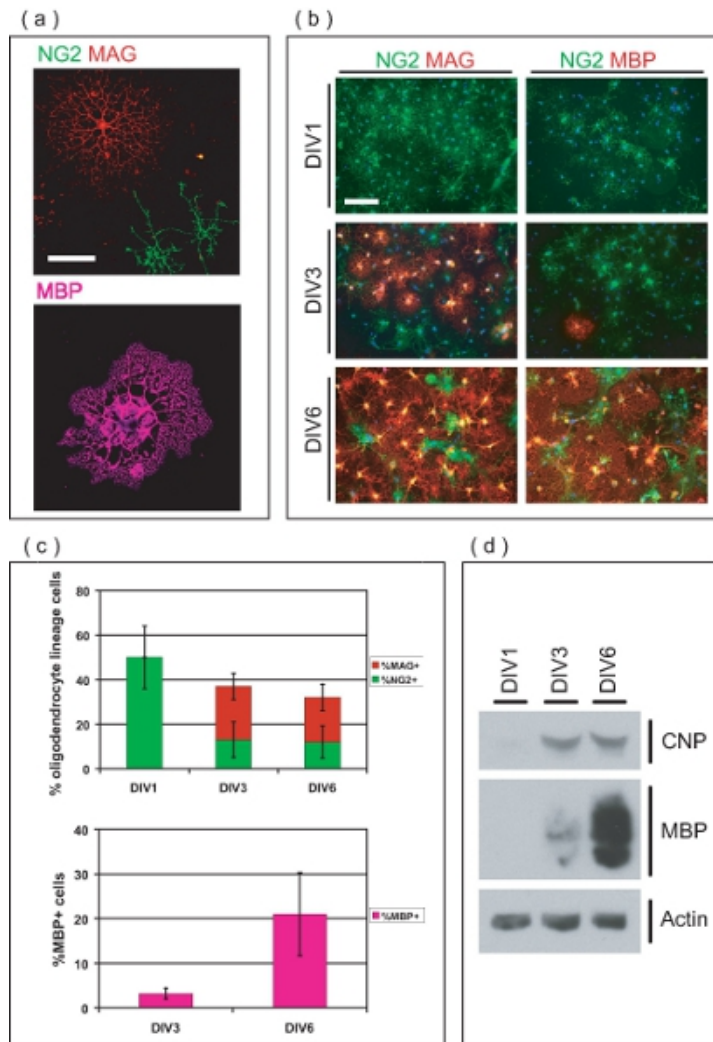 ( a )
NG2 MAG
MBP
( b )
NG2 MAG
NG2 MBP
DIV1
DIV3
DIV6
( c )
% oligodendrocyte lineage cells
80
60
40
20
0
%MAG+
%NG2+
DIV1 DIV3 DIV6
%MBP+ cells
40
30
20
10
0
%MBP+
DIV3 DIV6
( d )
DIV1
DIV3
DIV6
CNP
MBP
Actin